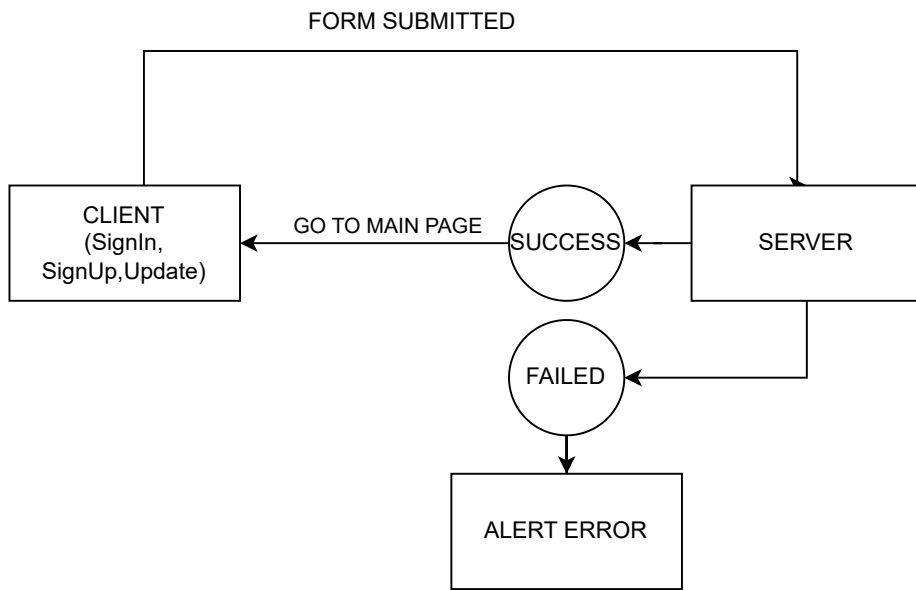 FORM SUBMITTED
CLIENT
(SignIn,
SignUp,Update)
GO TO MAIN PAGE
SUCCESS
SERVER
FAILED
ALERT ERROR